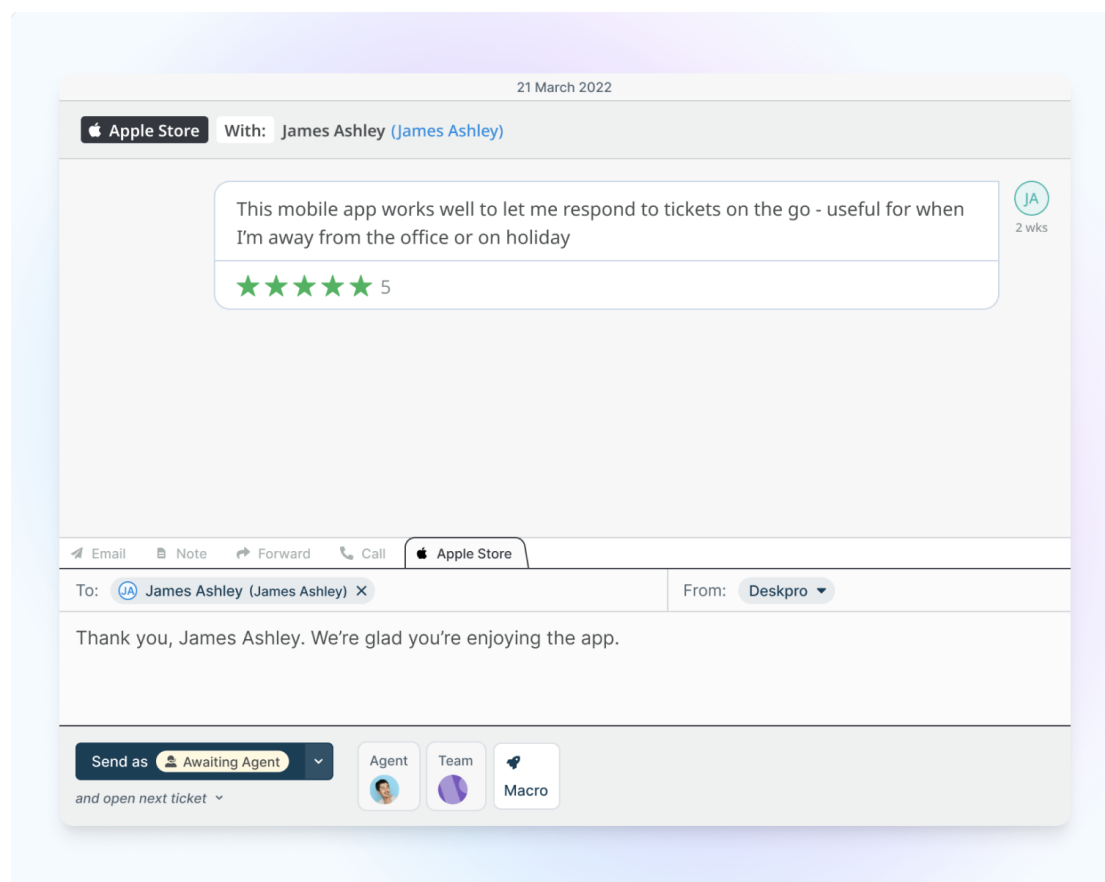 21 March 2022
Apple Store With: James Ashley (James Ashley)
This mobile app works well to let me respond to tickets on the go - useful for when
I’m away from the office or on holiday
JA
2 wks
5
Email Note Forward Call Apple Store
To: JA James Ashley (James Ashley) From: Deskpro
Thank you, James Ashley. We’re glad you’re enjoying the app.
Send as Awaiting Agent
and open next ticket
Agent Team
Macro